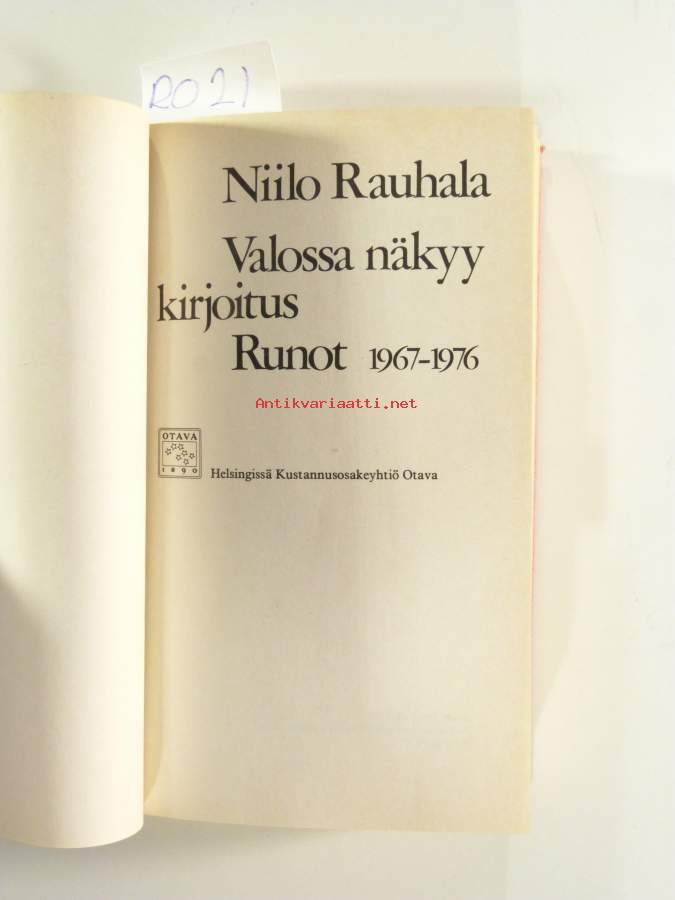 RO21
Niilo Rauhala
Valossa näkyy
kirjoitus
Runot 1967–1976
Antikvariaatti.net
OTAVA
1890
Helsingissä Kustannusosakeyhtiö Otava